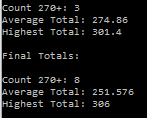 Count 270+: 3
Average Total: 274.86
Highest Total: 301.4
Final Totals:
Count 270+: 8
Average Total: 251.576
Highest Total: 306